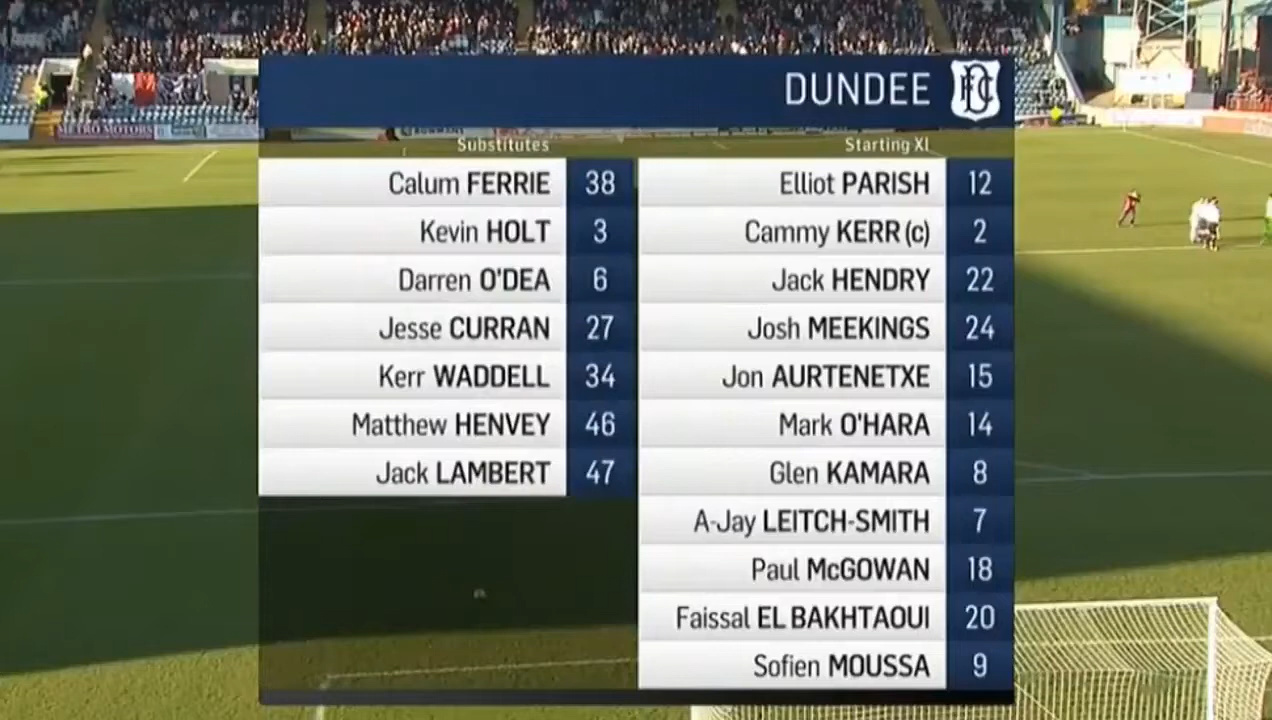 DUNDEE
DFC
Substitutes
Calum FERRIE 38
Kevin HOLT 3
Darren O'DEA 6
Jesse CURRAN 27
Kerr WADDELL 34
Matthew HENVEY 46
Jack LAMBERT 47
Starting XI
Elliot PARISH 12
Cammy KERR (c) 2
Jack HENDRY 22
Josh MEEKINGS 24
Jon AURTENETXE 15
Mark O'HARA 14
Glen KAMARA 8
A-Jay LEITCH-SMITH 7
Paul McGOWAN 18
Faissal EL BAKHTAOUI 20
Sofien MOUSSA 9
METRO MOTORS